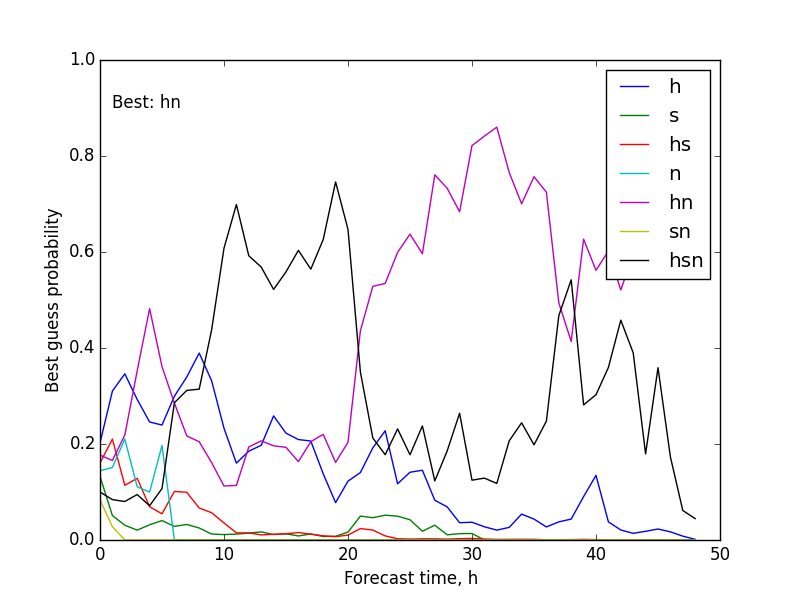 Best: hn
h
s
hs
n
hn
sn
hsn
1.0
0.8
0.6
0.4
0.2
0.0
0 10 20 30 40 50
Best guess probability
Forecast time, h